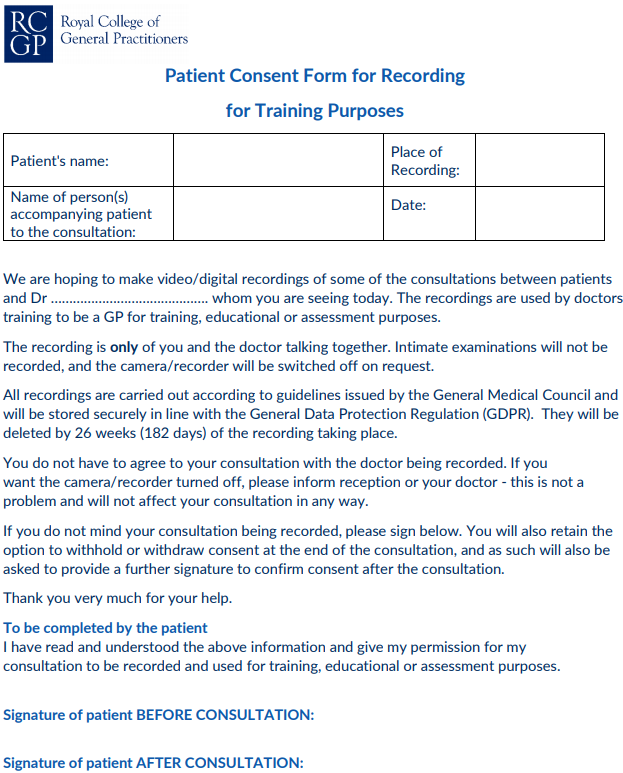 RC
GP
Royal College of
General Practitioners
Patient Consent Form for Recording
for Training Purposes
Patient's name:
Place of
Recording:
Name of person(s)
accompanying patient
to the consultation:
Date:
We are hoping to make video/digital recordings of some of the consultations between patients
and Dr ........................................... whom you are seeing today. The recordings are used by doctors
training to be a GP for training, educational or assessment purposes.
The recording is only of you and the doctor talking together. Intimate examinations will not be
recorded, and the camera/recorder will be switched off on request.
All recordings are carried out according to guidelines issued by the General Medical Council and
will be stored securely in line with the General Data Protection Regulation (GDPR).  They will be
deleted by 26 weeks (182 days) of the recording taking place.
You do not have to agree to your consultation with the doctor being recorded. If you
want the camera/recorder turned off, please inform reception or your doctor - this is not a
problem and will not affect your consultation in any way.
If you do not mind your consultation being recorded, please sign below. You will also retain the
option to withhold or withdraw consent at the end of the consultation, and as such will also be
asked to provide a further signature to confirm consent after the consultation.
Thank you very much for your help.
To be completed by the patient
I have read and understood the above information and give my permission for my
consultation to be recorded and used for training, educational or assessment purposes.
Signature of patient BEFORE CONSULTATION:
Signature of patient AFTER CONSULTATION: